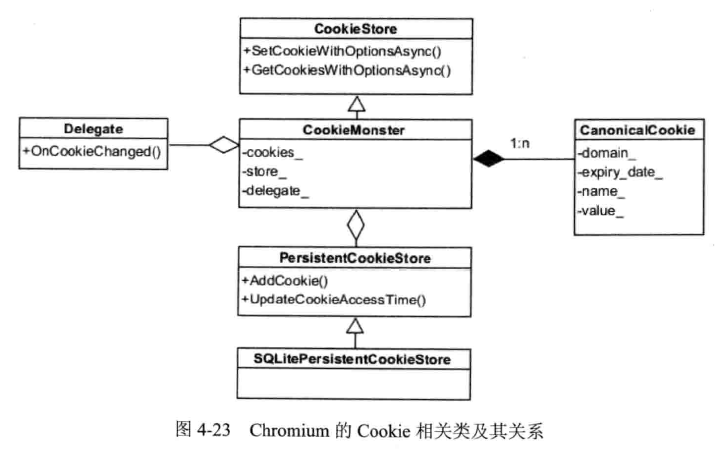 CookieStore
+SetCookieWithOptionsAsync()
+GetCookiesWithOptionsAsync()
Delegate
+OnCookieChanged()
CookieMonster
-cookies_
-store_
-delegate_
1:n
CanonicalCookie
-domain_
-expiry_date_
-name_
-value_
PersistentCookieStore
+AddCookie()
+UpdateCookieAccessTime()
SQLitePersistentCookieStore
图 4-23 Chromium 的 Cookie 相关类及其关系